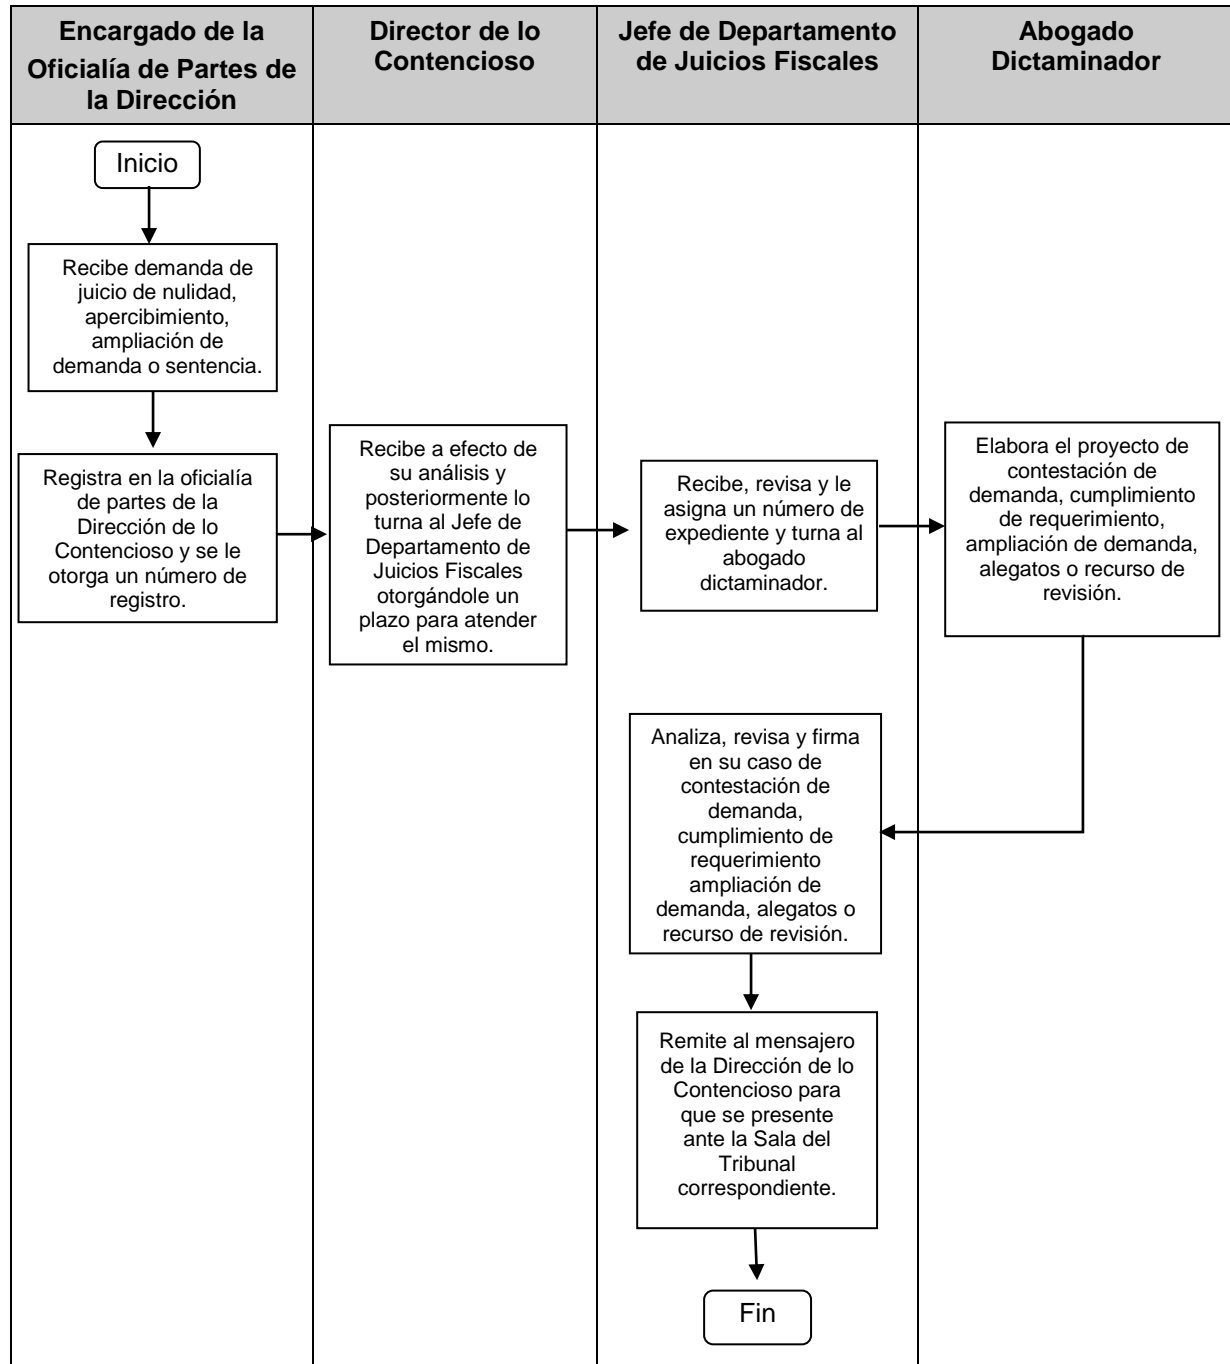 Encargado de la
Oficialía de Partes de
la Dirección
Director de lo
Contencioso
Jefe de Departamento
de Juicios Fiscales
Abogado
Dictaminador
Inicio
Recibe demanda de
juicio de nulidad,
apercibimiento,
ampliación de
demanda o sentencia.
Registra en la oficialía
de partes de la
Dirección de lo
Contencioso y se le
otorga un número de
registro.
Recibe a efecto de
su análisis y
posteriormente lo
turna al Jefe de
Departamento de
Juicios Fiscales
otorgándole un
plazo para atender
el mismo.
Recibe, revisa y le
asigna un número de
expediente y turna al
abogado
dictaminador.
Elabora el proyecto de
contestación de
demanda, cumplimiento
de requerimiento,
ampliación de demanda,
alegatos o recurso de
revisión.
Analiza, revisa y firma
en su caso de
contestación de
demanda,
cumplimiento de
requerimiento
ampliación de
demanda, alegatos o
recurso de revisión.
Remite al mensajero
de la Dirección de lo
Contencioso para
que se presente
ante la Sala del
Tribunal
correspondiente.
Fin